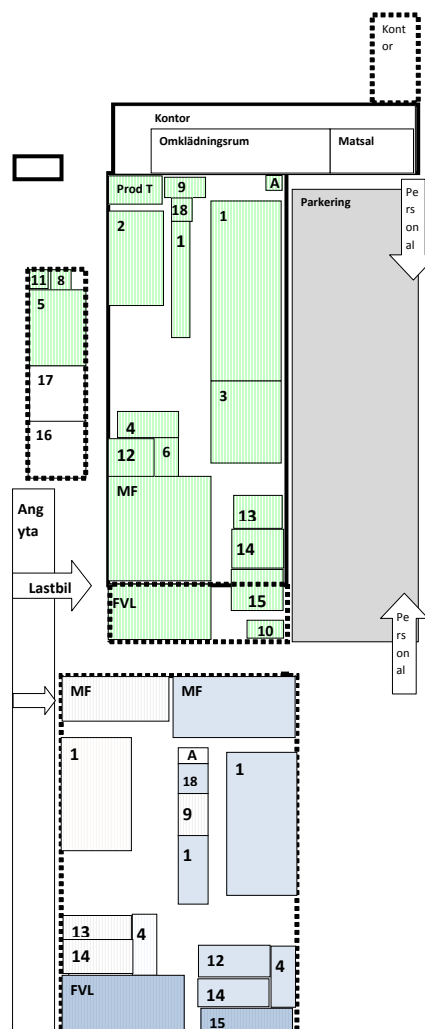 Kont
or
Kontor
Omklädningsrum
Matsal
Prod T
9
A
18
2
1
1
Parkering
Pe
rs
on
al
11
8
5
17
16
3
4
12
6
MF
13
14
Ang
yta
Lastbil
FVL
15
10
Pe
rs
on
al
MF
MF
1
A
18
1
9
1
13
4
14
12
4
14
FVL
15